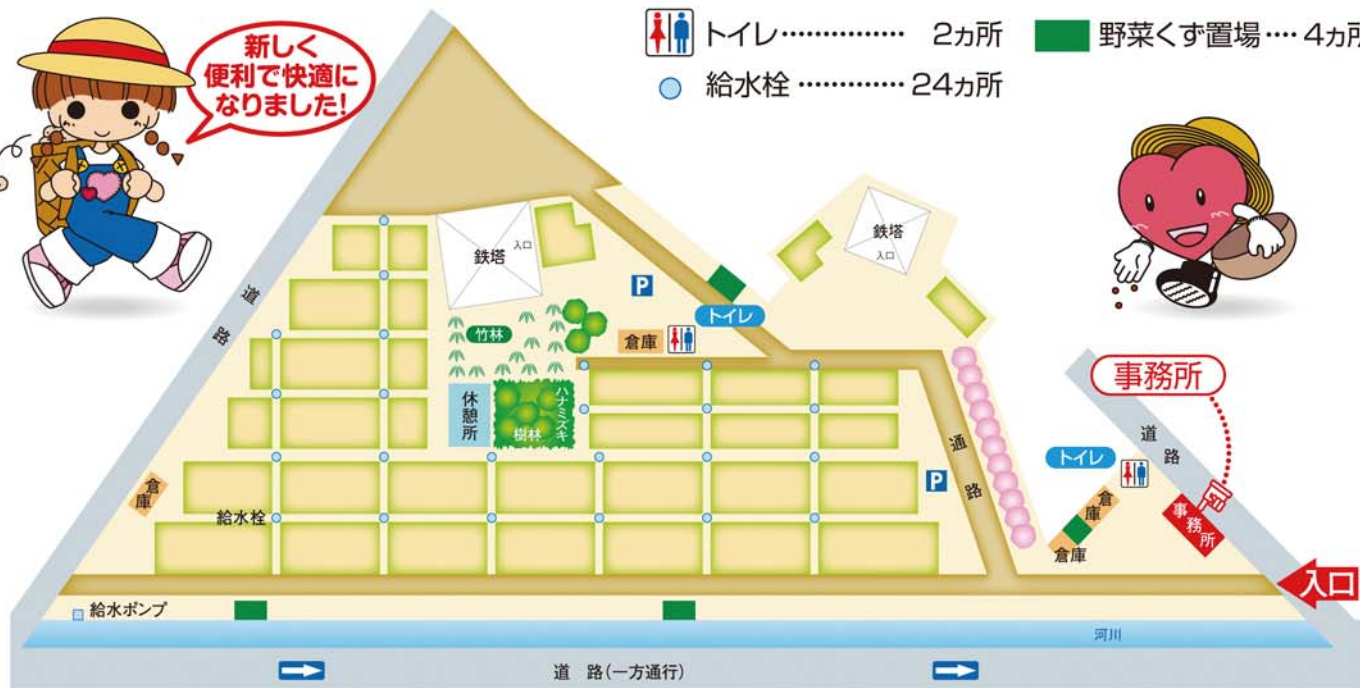 新しく
便利で快適に
なりました!
トイレ…………… 2ヵ所
野菜くず置場…. 4ヵ所
給水栓 ………….24ヵ所
鉄塔
入口
鉄塔
入口
道路
P
トイレ
竹林
倉庫
事務所
休憩所
樹林
ハナミズキ
通路
道路
トイレ
P
倉庫
給水栓
倉庫
倉庫
事務所
入口
給水ポンプ
河川
道 路(一方通行)